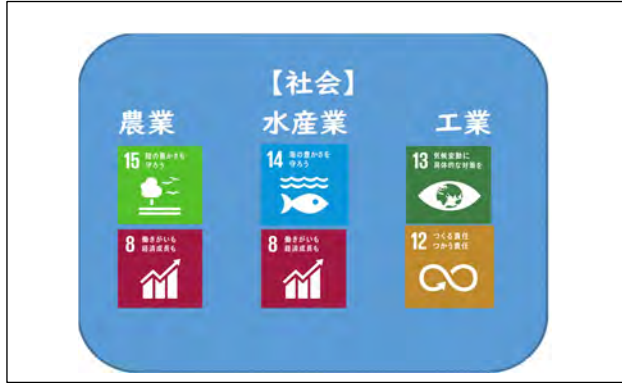 【社会】
農業
水産業
工業
15 陸の豊かさも
守ろう
14 海の豊かさを
守ろう
13 気候変動に
具体的な対策を
8 働きがいも
経済成長も
8 働きがいも
経済成長も
12 つくる責任
つかう責任